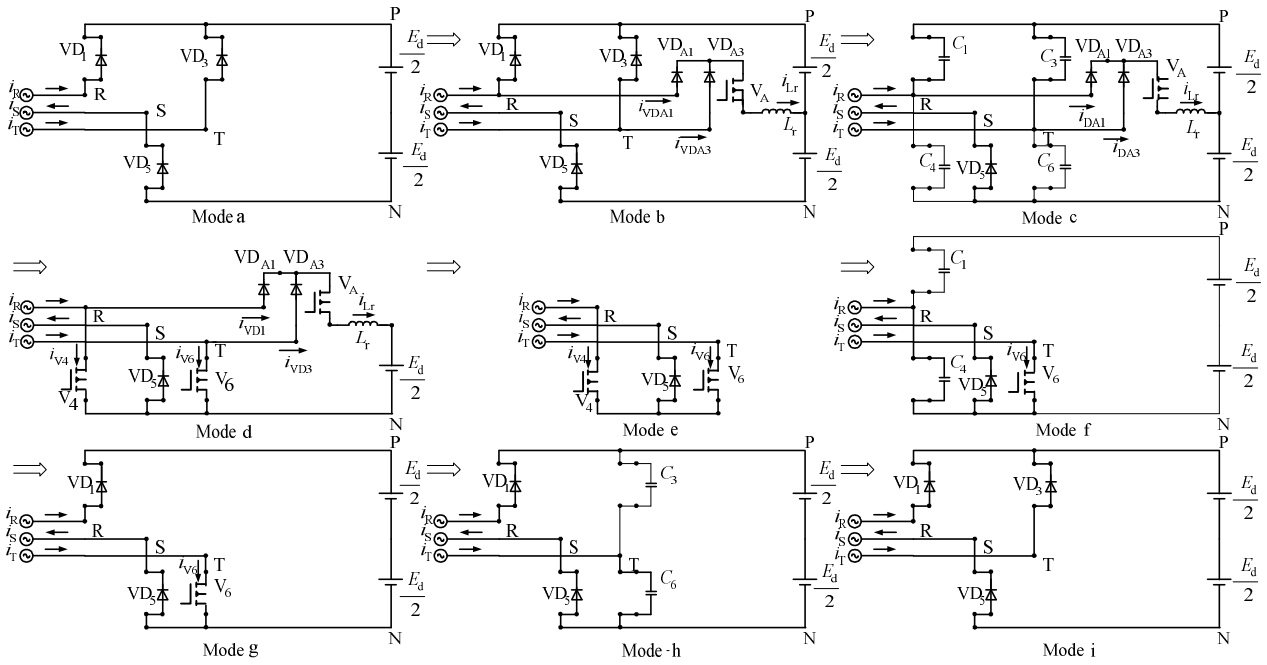 P
VD1
VD3
Ed
2
iR
R
iS
S
iT
T
VD5
Ed
2
N
Mode a
P
VD1
VD3
VDA1
VDA3
Ed
2
VA
iLr
iR
R
iVDA1
Lr
iS
S
iT
T
iVDA3
VD5
Ed
2
N
Mode b
P
C1
C3
VDA1
VDA3
Ed
2
VA
iLr
iR
R
iDA1
Lr
iS
S
iT
T
iDA3
C4
VD5
C6
Ed
2
N
Mode c
VDA1
VDA3
VA
iLr
iR
R
iVD1
Lr
iS
S
iT
T
iVD3
iV4
VD5
iV6
V6
V4
Ed
2
N
Mode d
iR
R
iS
S
iT
T
iV4
VD5
iV6
V6
V4
N
Mode e
P
C1
Ed
2
iR
R
iS
S
iT
T
C4
VD5
iV6
V6
Ed
2
N
Mode f
P
VD1
Ed
2
iR
R
iS
S
iT
T
VD5
iV6
V6
Ed
2
N
Mode g
P
VD1
C3
Ed
2
iR
R
iS
S
iT
T
VD5
C6
Ed
2
N
Mode -h
P
VD1
VD3
Ed
2
iR
R
iS
S
iT
T
VD5
Ed
2
N
Mode i